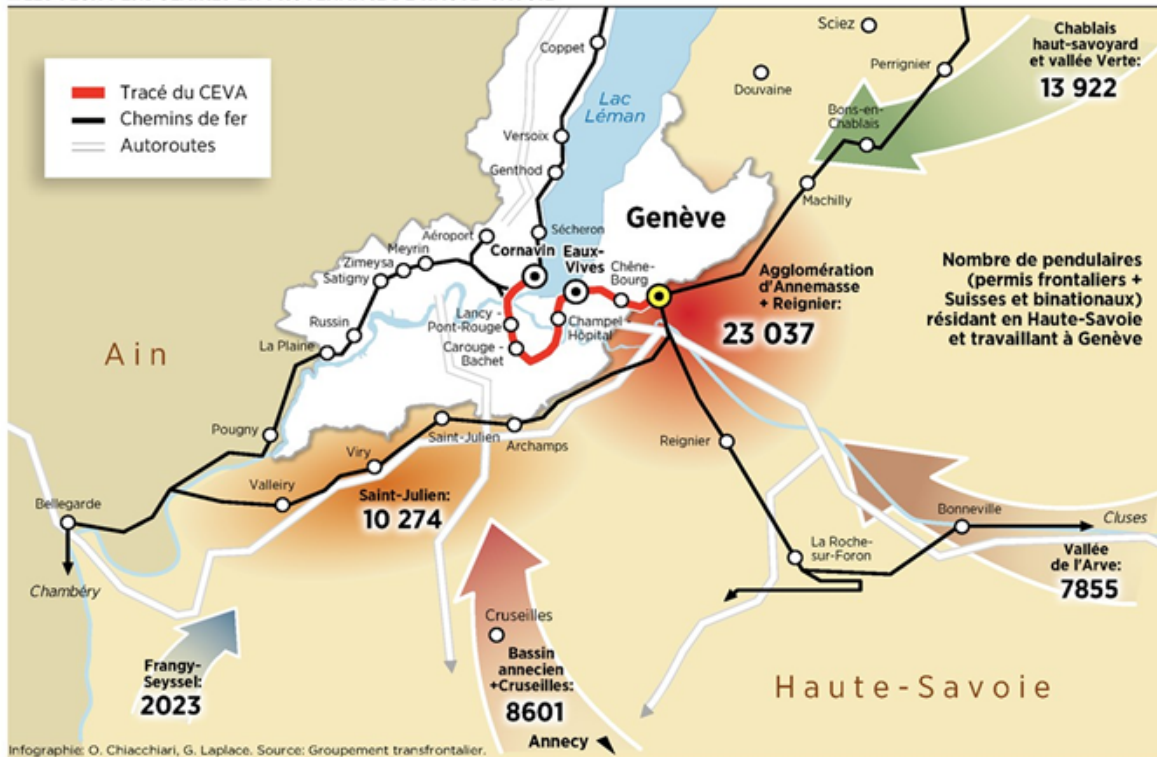 Tracé du CEVA
Chemins de fer
Autoroutes
Coppet
Lac
Léman
Versoix
Genthod
Sciez
Douvaine
Perrignier
Bons-en-
Chablais
Machilly
Chablais
haut-savoyard
et vallée Verte:
13 922
Genève
Sécheron
Aéroport
Meyrin
Zimeysa
Satigny
Cornavin
Eaux-
Vives
Chêne-
Bourg
Russin
La Plaine
Lancy -
Pont-Rouge
Carouge -
Bachet
Champel -
Hôpital
Agglomération
d'Annemasse
+ Reignier:
23 037
Nombre de pendulaires
(permis frontaliers +
Suisses et binationaux)
résidant en Haute-Savoie
et travaillant à Genève
Ain
Pougny
Viry
Saint-Julien
Archamps
Reignier
Valleiry
Saint-Julien:
10 274
Bellegarde
Chambéry
Bonneville
Cluses
La Roche-
sur-Foron
Vallée
de l'Arve:
7855
Cruseilles
Frangy-
Seyssel:
2023
Bassin
annecien
+Cruseilles:
8601
Annecy
Haute-Savoie
Infographie: O. Chiacchiari, G. Laplace. Source: Groupement transfrontalier.